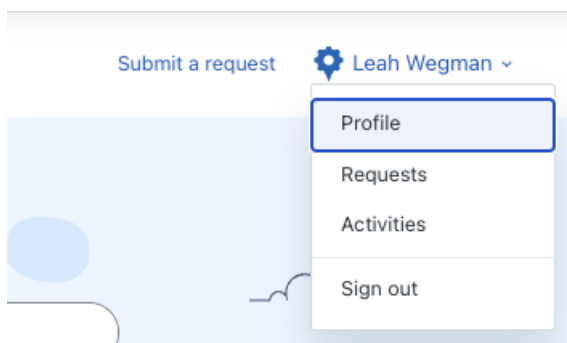 Submit a request Leah Wegman
Profile
Requests
Activities
Sign out